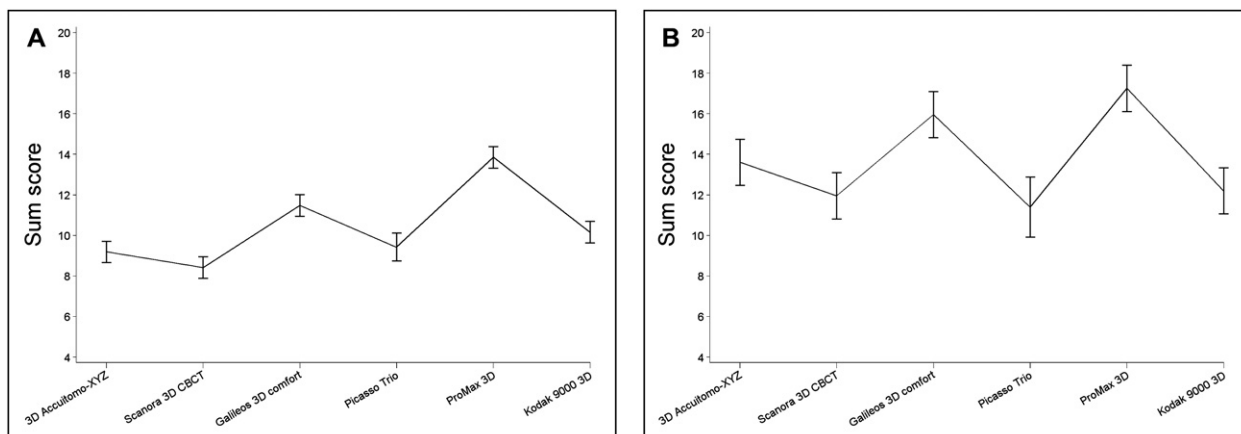 A
Sum score
20
18
16
14
12
10
8
6
4
3D Accuitomo-XYZ
Scanora 3D CBCT
Galileos 3D comfort
Picasso Trio
ProMax 3D
Kodak 9000 3D
B
Sum score
20
18
16
14
12
10
8
6
4
3D Accuitomo-XYZ
Scanora 3D CBCT
Galileos 3D comfort
Picasso Trio
ProMax 3D
Kodak 9000 3D